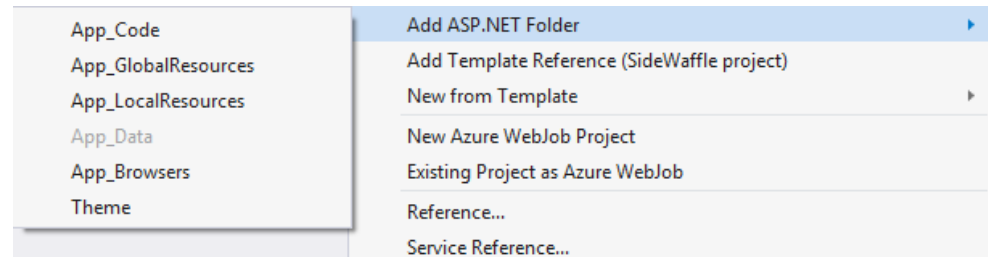 App_Code
App_GlobalResources
App_LocalResources
App_Data
App_Browsers
Theme
Add ASP.NET Folder
Add Template Reference (SideWaffle project)
New from Template
New Azure WebJob Project
Existing Project as Azure WebJob
Reference...
Service Reference...